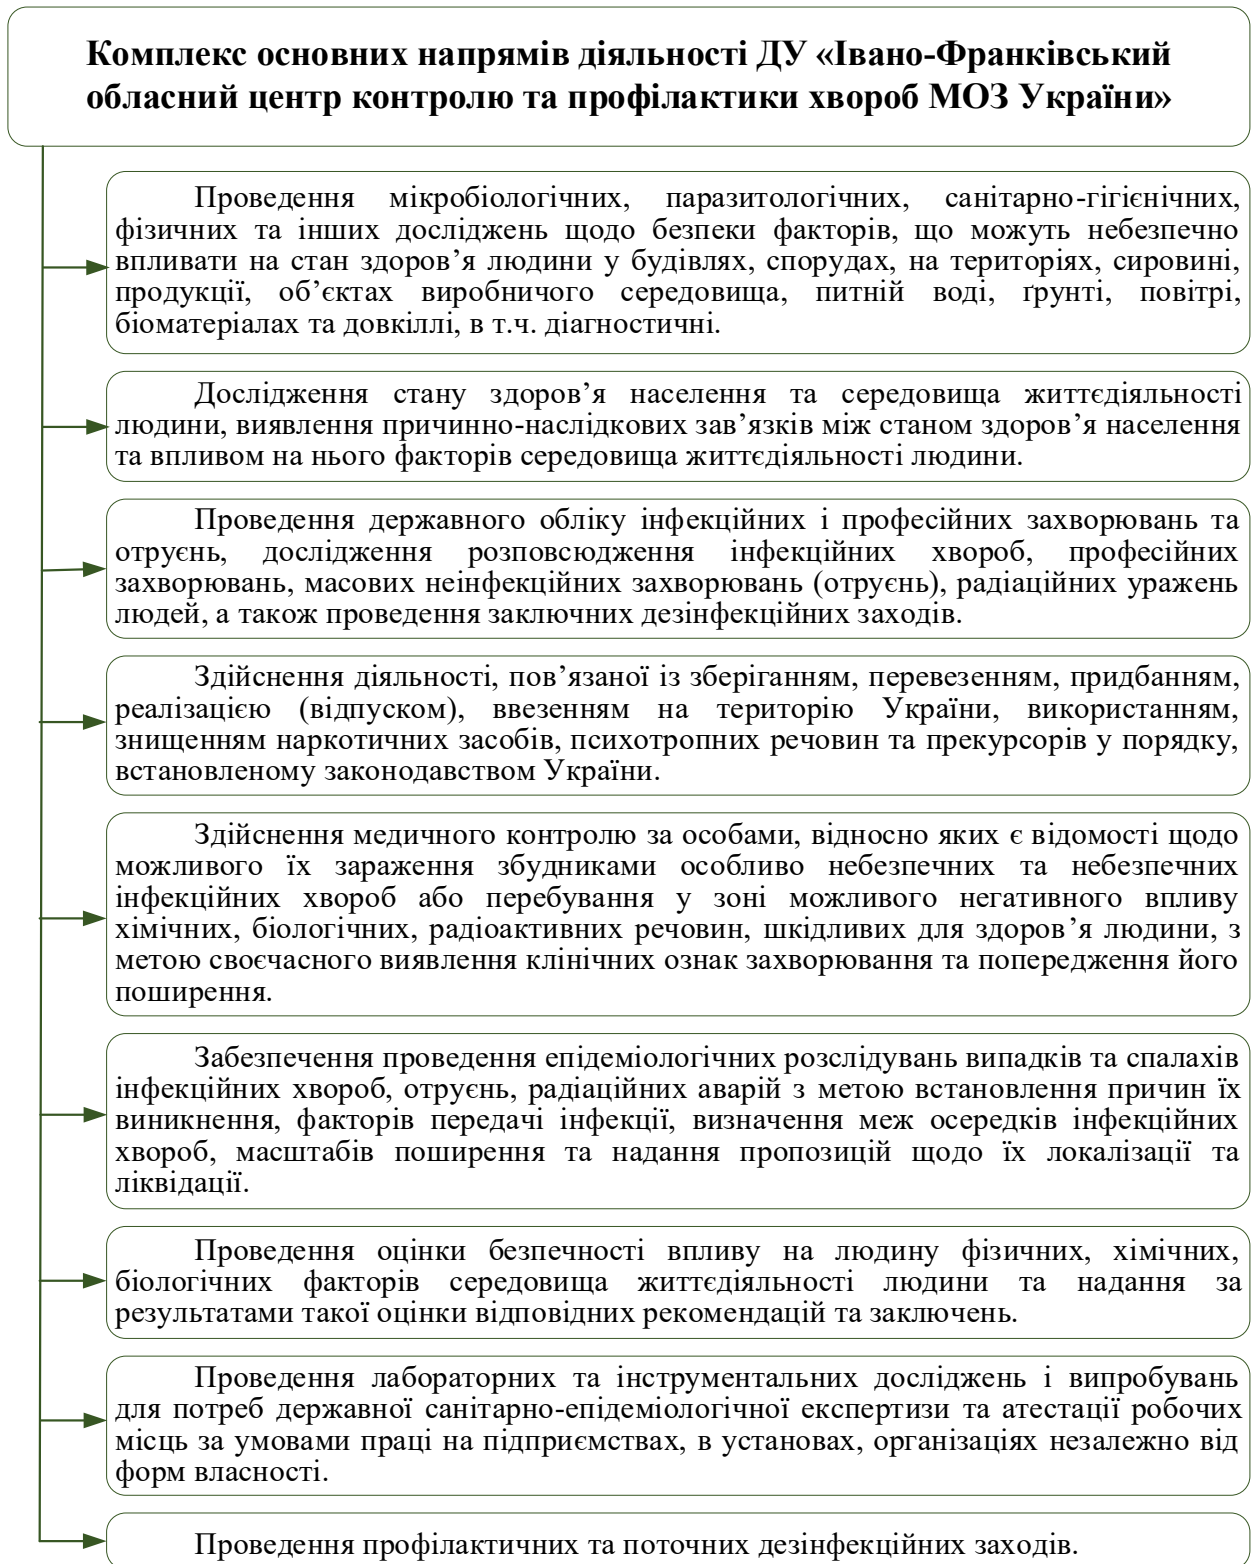 Комплекс основних напрямів діяльності ДУ «Івано-Франківський
обласний центр контролю та профілактики хвороб МОЗ України»
Проведення мікробіологічних, паразитологічних, санітарно-гігієнічних,
фізичних та інших досліджень щодо безпеки факторів, що можуть небезпечно
впливати на стан здоров’я людини у будівлях, спорудах, на територіях, сировині,
продукції, об’єктах виробничого середовища, питній воді, ґрунті, повітрі,
біоматеріалах та довкіллі, в т.ч. діагностичні.
Дослідження стану здоров’я населення та середовища життєдіяльності
людини, виявлення причинно-наслідкових зав’язків між станом здоров’я населення
та впливом на нього факторів середовища життєдіяльності людини.
Проведення державного обліку інфекційних і професійних захворювань та
отруєнь, дослідження розповсюдження інфекційних хвороб, професійних
захворювань, масових неінфекційних захворювань (отруєнь), радіаційних уражень
людей, а також проведення заключних дезінфекційних заходів.
Здійснення діяльності, пов’язаної із зберіганням, перевезенням, придбанням,
реалізацією (відпуском), ввезенням на територію України, використанням,
знищенням наркотичних засобів, психотропних речовин та прекурсорів у порядку,
встановленому законодавством України.
Здійснення медичного контролю за особами, відносно яких є відомості щодо
можливого їх зараження збудниками особливо небезпечних та небезпечних
інфекційних хвороб або перебування у зоні можливого негативного впливу
хімічних, біологічних, радіоактивних речовин, шкідливих для здоров’я людини, з
метою своєчасного виявлення клінічних ознак захворювання та попередження його
поширення.
Забезпечення проведення епідеміологічних розслідувань випадків та спалахів
інфекційних хвороб, отруєнь, радіаційних аварій з метою встановлення причин їх
виникнення, факторів передачі інфекції, визначення меж осередків інфекційних
хвороб, масштабів поширення та надання пропозицій щодо їх локалізації та
ліквідації.
Проведення оцінки безпечності впливу на людину фізичних, хімічних,
біологічних факторів середовища життєдіяльності людини та надання за
результатами такої оцінки відповідних рекомендацій та заключень.
Проведення лабораторних та інструментальних досліджень і випробувань
для потреб державної санітарно-епідеміологічної експертизи та атестації робочих
місць за умовами праці на підприємствах, в установах, організаціях незалежно від
форм власності.
Проведення профілактичних та поточних дезінфекційних заходів.